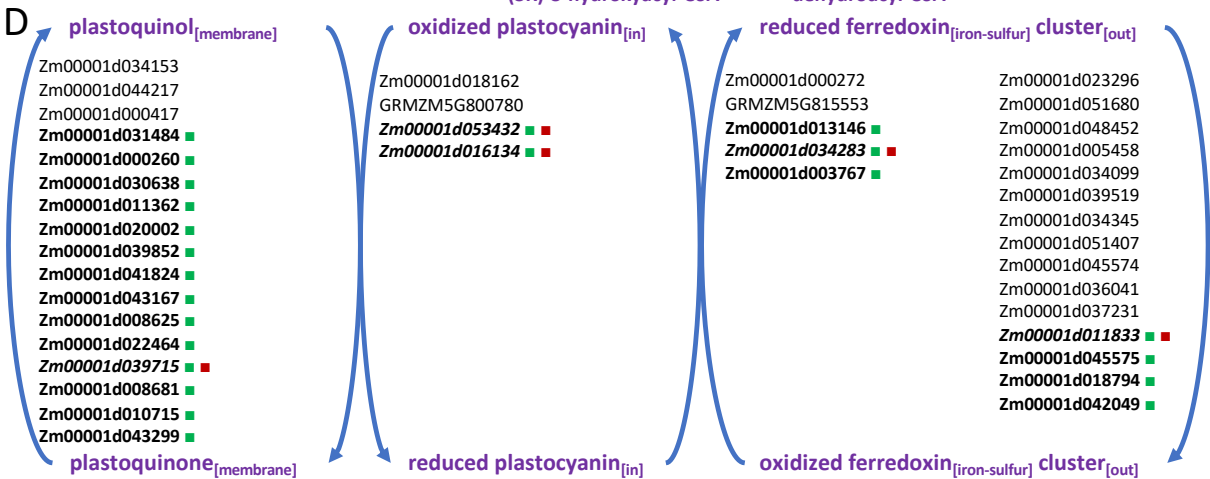 D
plastoquinol[membrane]
oxidized plastocyanin[in]
reduced ferredoxin[iron-sulfur] cluster[out]
Zm00001d034153
Zm00001d044217
Zm00001d000417
Zm00001d031484
Zm00001d000260
Zm00001d030638
Zm00001d011362
Zm00001d020002
Zm00001d039852
Zm00001d041824
Zm00001d043167
Zm00001d008625
Zm00001d022464
Zm00001d039715
Zm00001d008681
Zm00001d010715
Zm00001d043299
Zm00001d018162
GRMZM5G800780
Zm00001d053432
Zm00001d016134
Zm00001d000272
GRMZM5G815553
Zm00001d013146
Zm00001d034283
Zm00001d003767
Zm00001d023296
Zm00001d051680
Zm00001d048452
Zm00001d005458
Zm00001d034099
Zm00001d039519
Zm00001d034345
Zm00001d051407
Zm00001d045574
Zm00001d036041
Zm00001d037231
Zm00001d011833
Zm00001d045575
Zm00001d018794
Zm00001d042049
plastoquinone[membrane]
reduced plastocyanin[in]
oxidized ferredoxin[iron-sulfur] cluster[out]